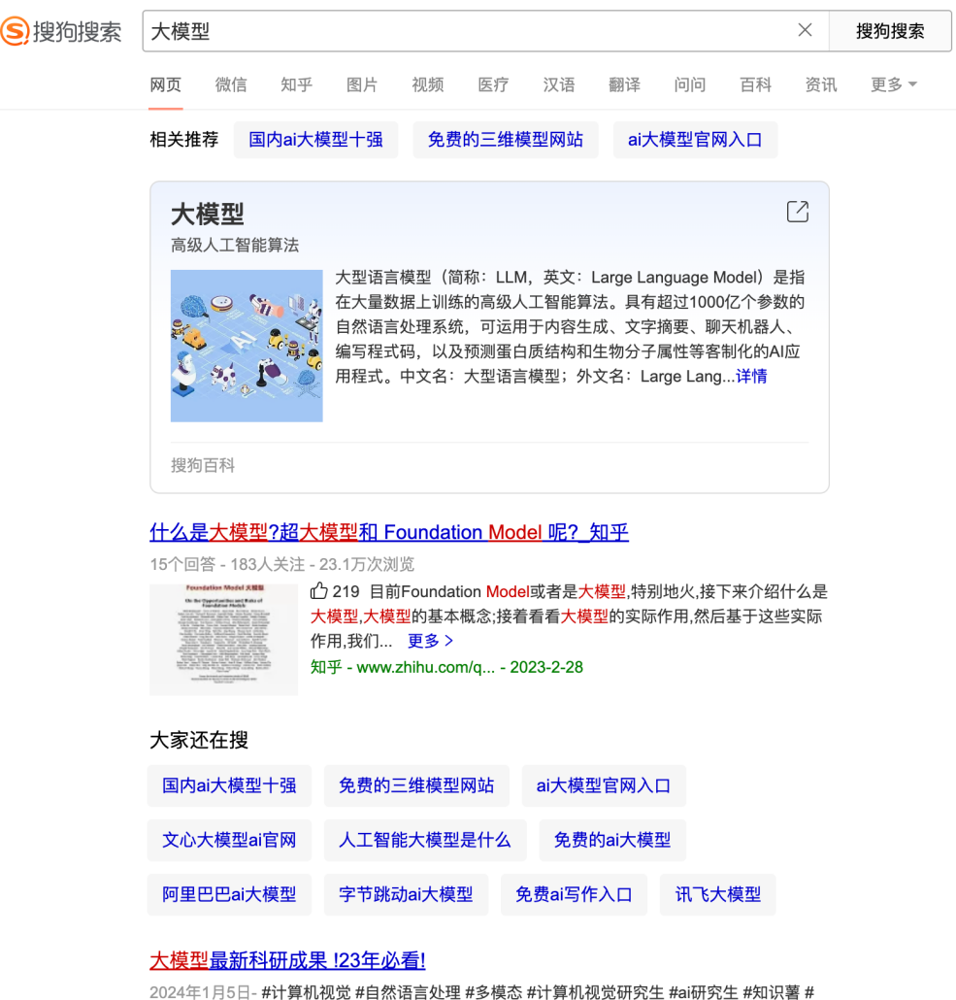 搜狗搜索
大模型
搜狗搜索
网页 微信 知乎 图片 视频 医疗 汉语 翻译 问问 百科 资讯 更多
相关推荐 国内ai大模型十强 免费的三维模型网站 ai大模型官网入口
大模型
高级人工智能算法
AI
大型语言模型（简称：LLM，英文：Large Language Model）是指
在大量数据上训练的高级人工智能算法。具有超过1000亿个参数的
自然语言处理系统，可运用于内容生成、文字摘要、聊天机器人、
编写程式码，以及预测蛋白质结构和生物分子属性等客制化的AI应
用程式。中文名：大型语言模型；外文名：Large Lang...详情
搜狗百科
什么是大模型?超大模型和 Foundation Model 呢?_知乎
15个回答 - 183人关注 - 23.1万次浏览
Foundation Model 大模型
On the Opportunities and Risks of
Foundation Models
219 目前Foundation Model或者是大模型,特别地火,接下来介绍什么是
大模型,大模型的基本概念;接着看看大模型的实际作用,然后基于这些实际
作用,我们... 更多 >
知乎 - www.zhihu.com/q... - 2023-2-28
大家还在搜
国内ai大模型十强 免费的三维模型网站 ai大模型官网入口
文心大模型ai官网 人工智能大模型是什么 免费的ai大模型
阿里巴巴ai大模型 字节跳动ai大模型 免费ai写作入口 讯飞大模型
大模型最新科研成果 !23年必看!
2024年1月5日- #计算机视觉 #自然语言处理 #多模态 #计算机视觉研究生 #ai研究生 #知识薯 #